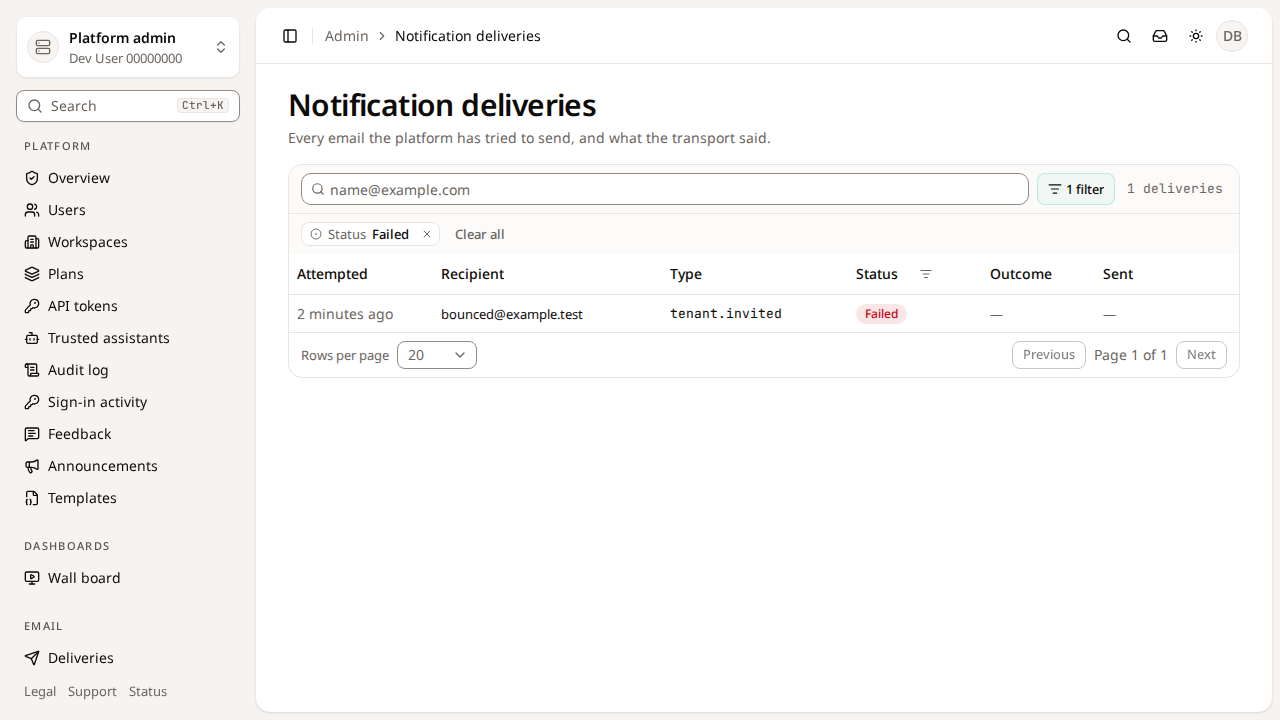 Platform admin
Dev User 00000000
Search Ctrl+K
PLATFORM
Overview
Users
Workspaces
Plans
API tokens
Trusted assistants
Audit log
Sign-in activity
Feedback
Announcements
Templates
DASHBOARDS
Wall board
EMAIL
Deliveries
Legal Support Status
Admin > Notification deliveries
DB
Notification deliveries
Every email the platform has tried to send, and what the transport said.
name@example.com 1 filter 1 deliveries
Status Failed Clear all
Attempted Recipient Type Status Outcome Sent
2 minutes ago bounced@example.test tenant.invited Failed — —
Rows per page 20 Previous Page 1 of 1 Next